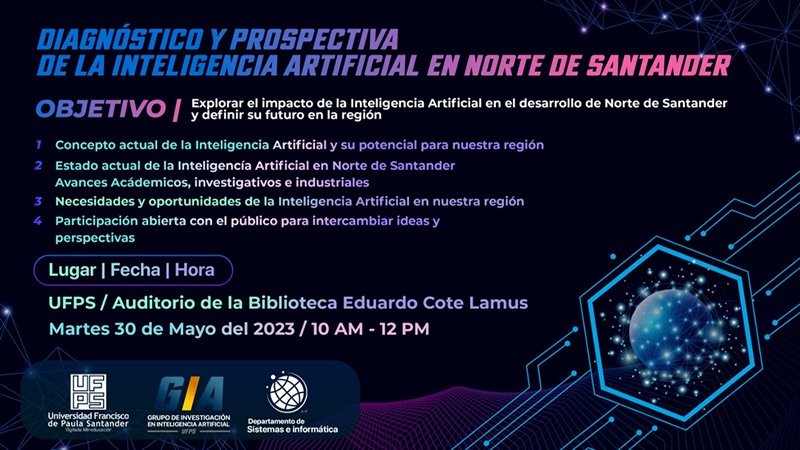 DIAGNÓSTICO Y PROSPECTIVA
DE LA INTELIGENCIA ARTIFICIAL EN NORTE DE SANTANDER
OBJETIVO | Explorar el impacto de la Inteligencia Artificial en el desarrollo de Norte de Santander
y definir su futuro en la región
1 Concepto actual de la Inteligencia Artificial y su potencial para nuestra región
2 Estado actual de la Inteligencía Artificial en Norte de Santander
Avances Acádemicos, investigativos e industriales
3 Necesidades y oportunidades de la Inteligencia Artificial en nuestra región
4 Participación abierta con el público para intercambiar ideas y
perspectivas
Lugar | Fecha | Hora
UFPS / Auditorio de la Biblioteca Eduardo Cote Lamus
Martes 30 de Mayo del 2023 / 10 AM - 12 PM
UF
PS
Universidad Francisco
de Paula Santander
Vigilada Mineducación
GIA
GRUPO DE INVESTIGACIÓN
EN INTELIGENCIA ARTIFICIAL
UFPS
Departamento de
Sistemas e informática